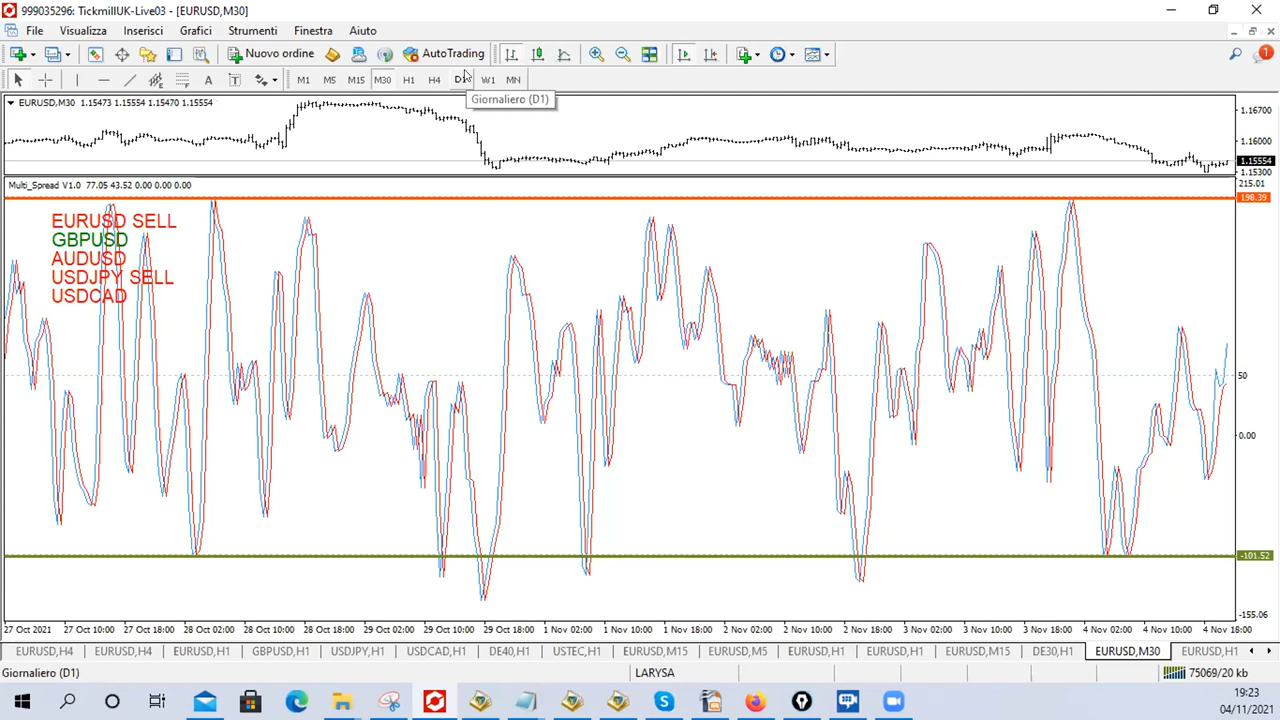 999035296: TickmillUK-Live03 - [EURUSD,M30]
File Visualizza Inserisci Grafici Strumenti Finestra Aiuto
Nuovo ordine AutoTrading
1
A T M1 M5 M15 M30 H1 H4 D1 W1 MN
Giornaliero (D1)
EURUSD,M30 1.15473 1.15554 1.15470 1.15554
1.16700
1.16000
1.15554
1.15300
Multi_Spread V1.0 77.05 43.52 0.00 0.00 0.00
215.01
198.39
EURUSD SELL
GBPUSD
AUDUSD
USDJPY SELL
USDCAD
50
0.00
-101.52
-155.06
27 Oct 2021 27 Oct 10:00 27 Oct 18:00 28 Oct 02:00 28 Oct 10:00 28 Oct 18:00 29 Oct 02:00 29 Oct 10:00 29 Oct 18:00 1 Nov 02:00 1 Nov 10:00 1 Nov 18:00 2 Nov 02:00 2 Nov 10:00 2 Nov 18:00 3 Nov 02:00 3 Nov 10:00 3 Nov 18:00 4 Nov 02:00 4 Nov 10:00 4 Nov 18:00
EURUSD,H4 EURUSD,H4 EURUSD,H1 GBPUSD,H1 USDJPY,H1 USDCAD,H1 DE40,H1 USTEC,H1 EURUSD,M15 EURUSD,M5 EURUSD,H1 EURUSD,H1 EURUSD,M15 DE30,H1 EURUSD,M30 EURUSD,H1
Giornaliero (D1) LARYSA 75069/20 kb
19:23
04/11/2021